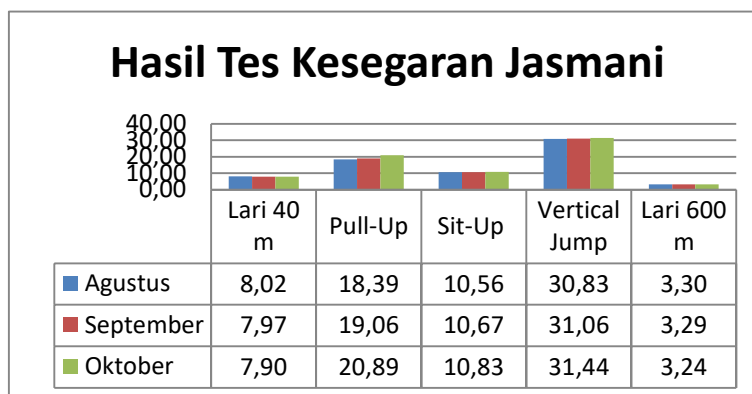 Hasil Tes Kesegaran Jasmani
40,00
30,00
20,00
10,00
0,00
Lari 40 m Pull-Up Sit-Up Vertical Jump Lari 600 m
Agustus 8,02 18,39 10,56 30,83 3,30
September 7,97 19,06 10,67 31,06 3,29
Oktober 7,90 20,89 10,83 31,44 3,24